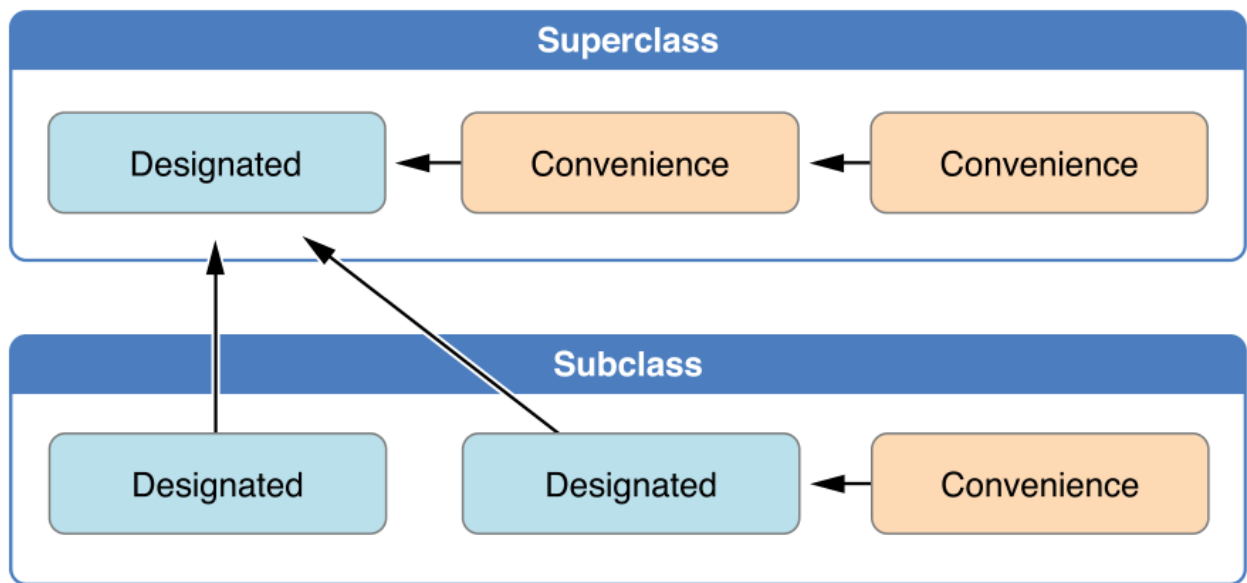 Superclass
Designated
Convenience
Convenience
Subclass
Designated
Designated
Convenience